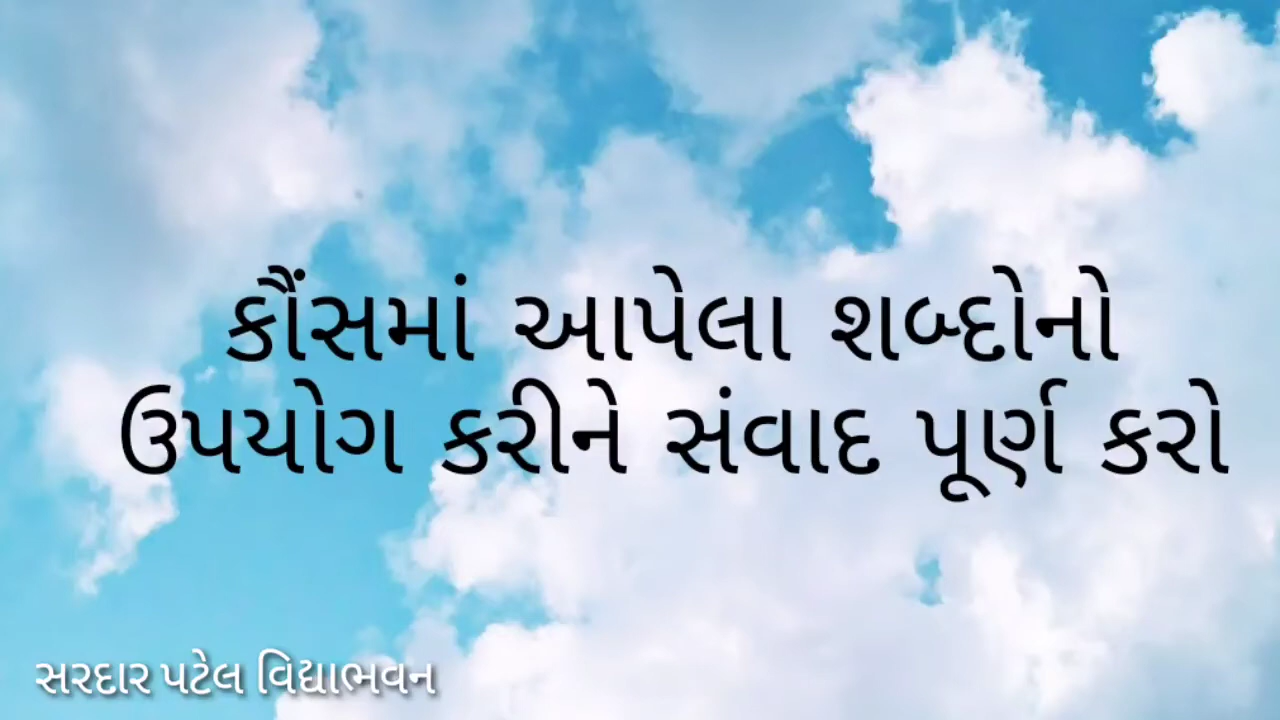 કૌંસમાં આપેલા શબ્દોનો
ઉપયોગ કરીને સંવાદ પૂર્ણ કરો
સરદાર પટેલ વિદ્યાભવન